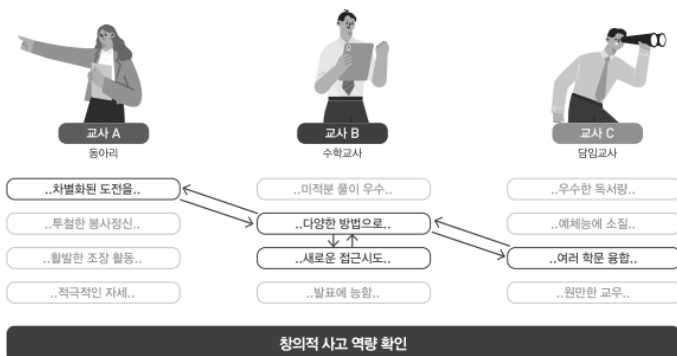 교사 A
동아리
교사 B
수학교사
교사 C
담임교사
..차별화된 도전을..
..미적분 풀이 우수..
..우수한 독서량..
..투철한 봉사정신..
..다양한 방법으로..
..예체능에 소질..
..활발한 조장 활동..
..새로운 접근시도..
..여러 학문 융합..
..적극적인 자세..
..발표에 능함..
..원만한 교우..
창의적 사고 역량 확인